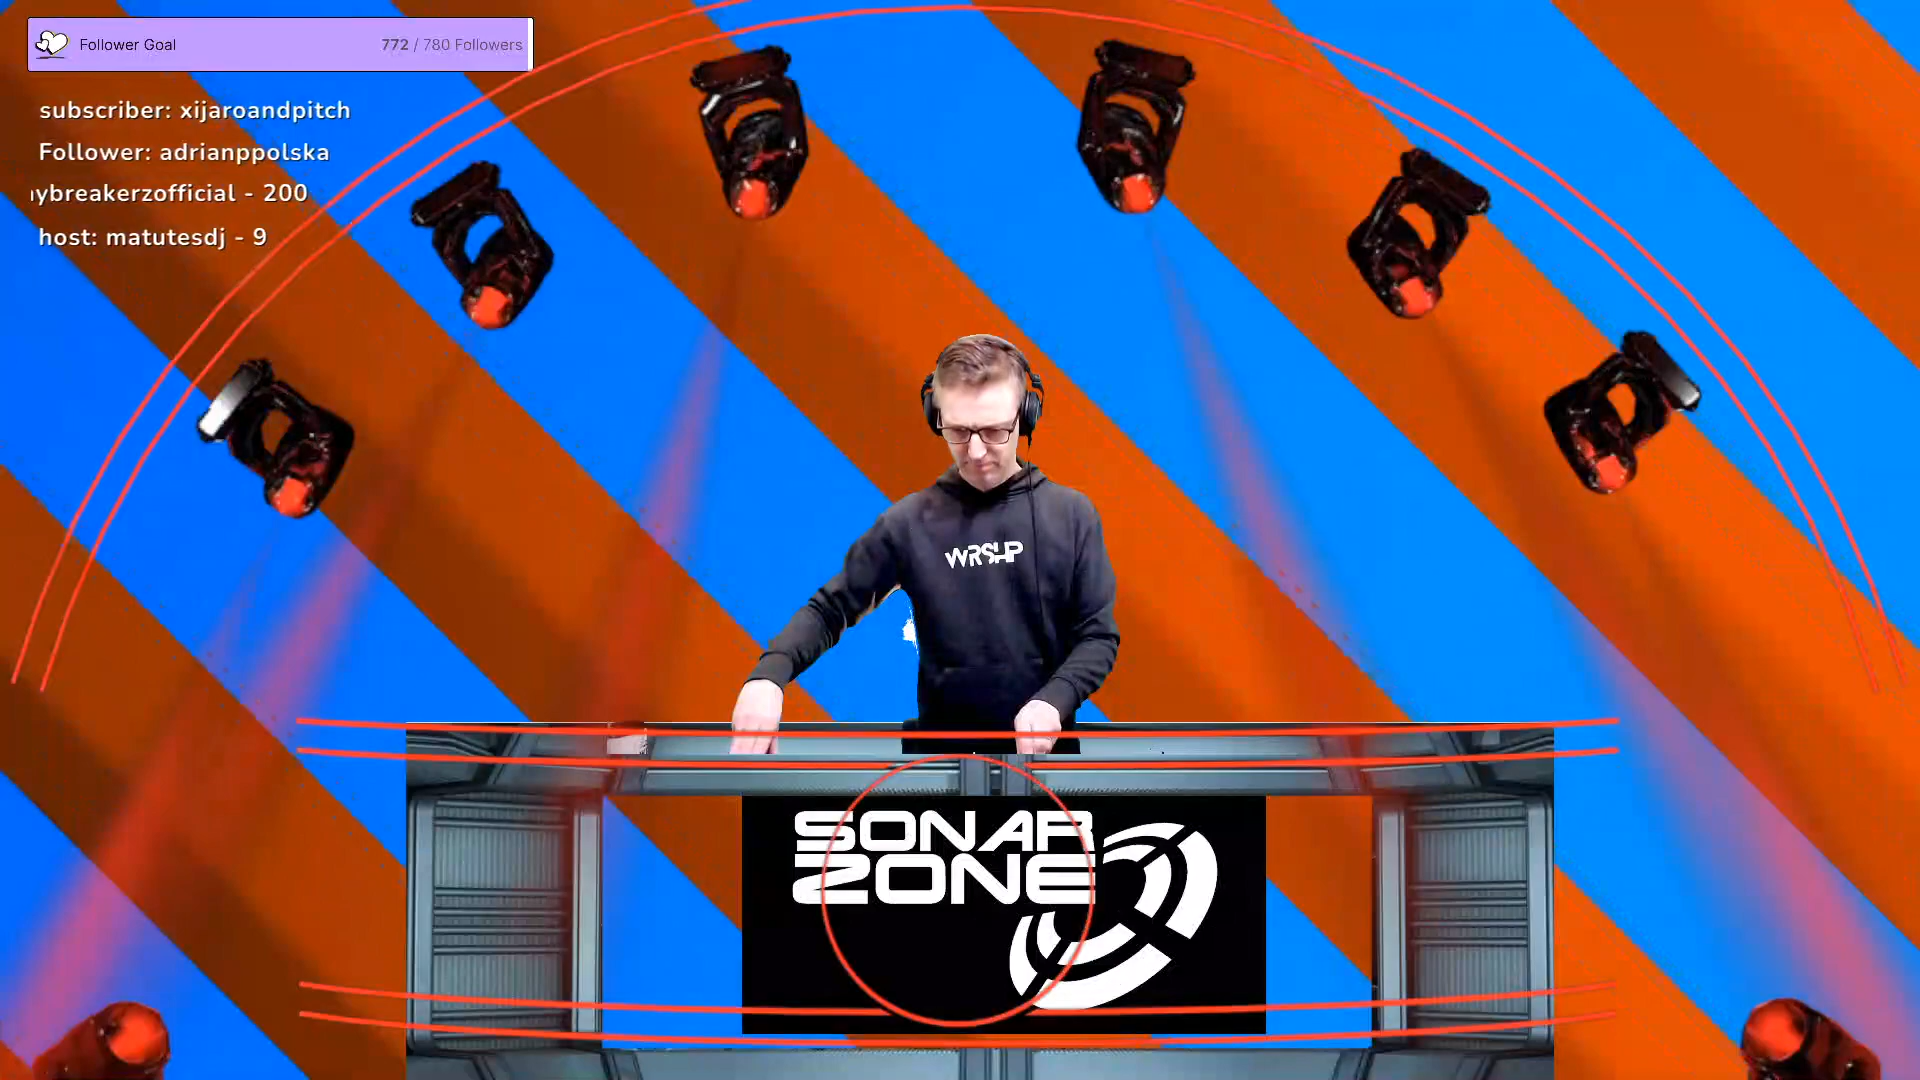 Follower Goal 772 / 780 Followers
subscriber: xijaroandpitch
Follower: adrianppolska
ybreakerzofficial - 200
host: matutesdj - 9
WRSHP
SONAR
ZONE